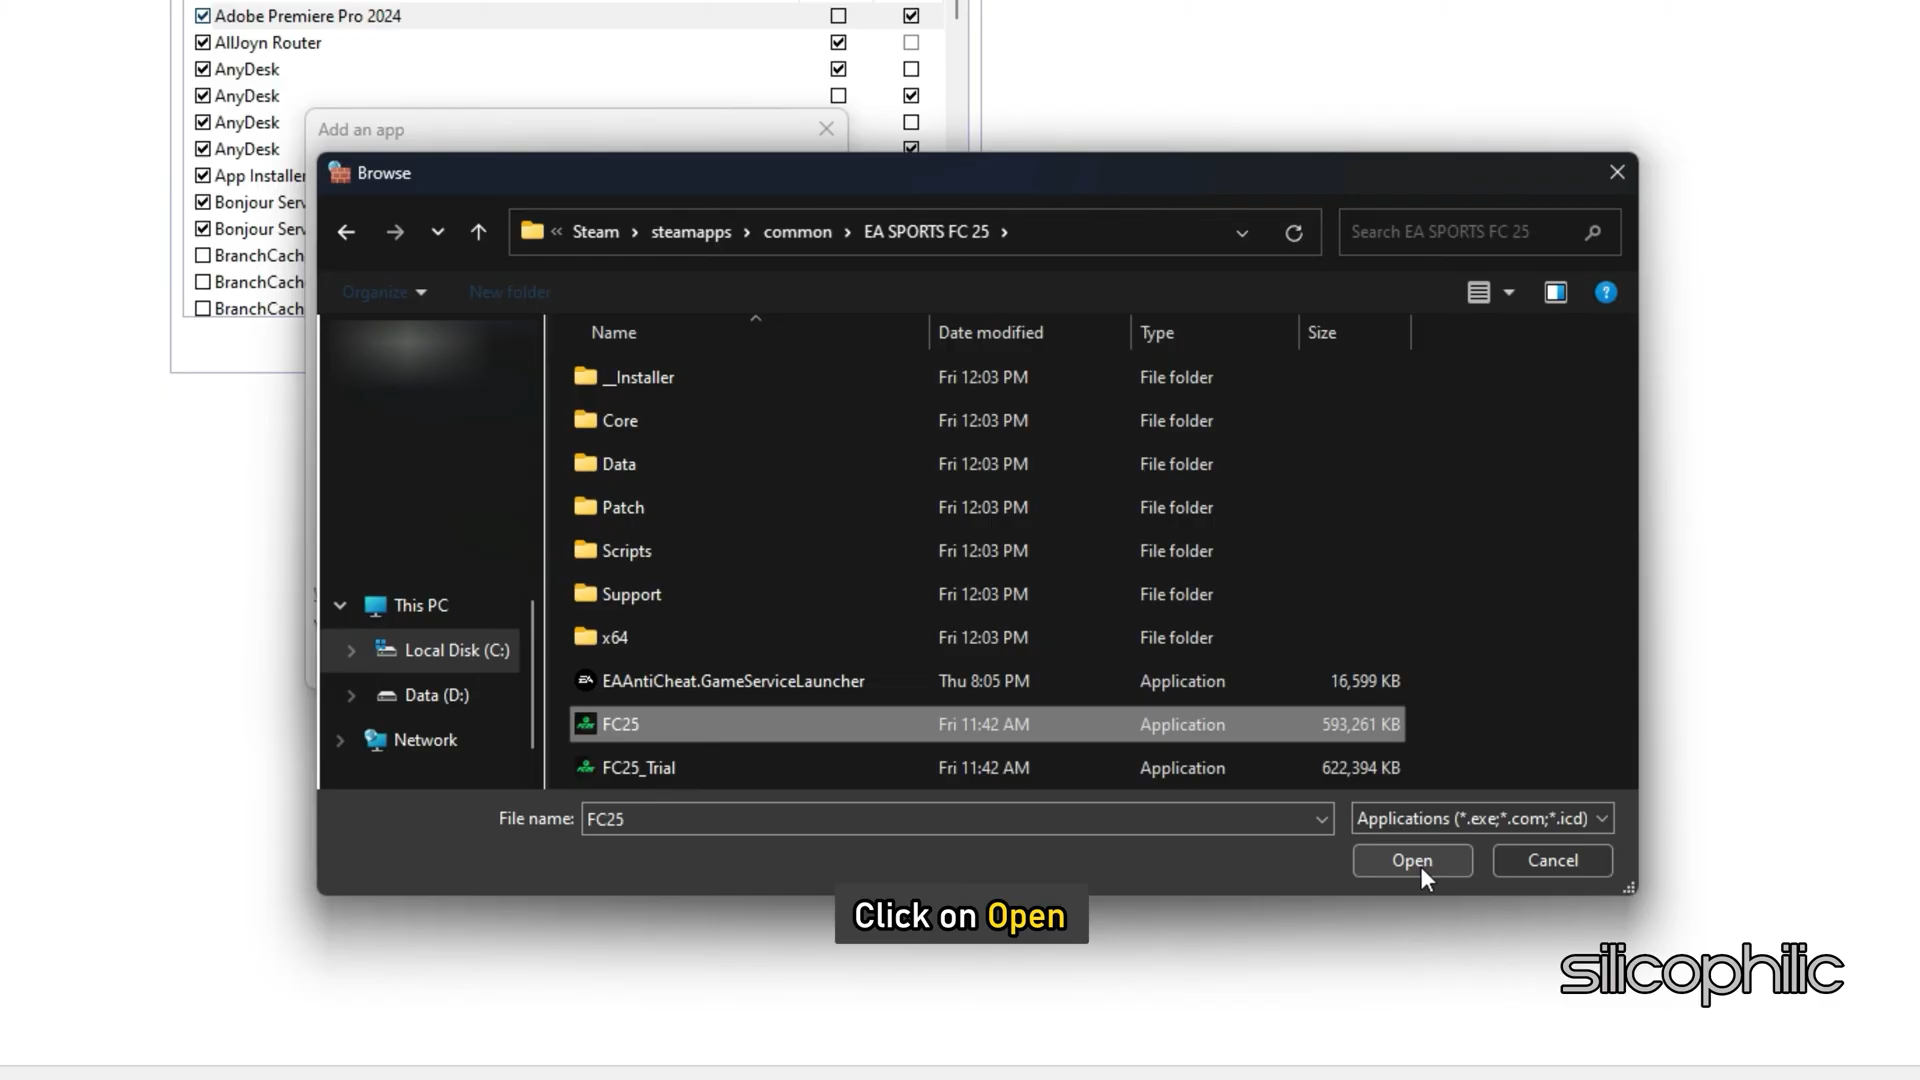 Adobe Premiere Pro 2024
AllJoyn Router
AnyDesk
AnyDesk
AnyDesk
AnyDesk
App Installer
Bonjour Serv
Bonjour Serv
BranchCach
BranchCach
BranchCach
Add an app
Browse
« Steam › steamapps › common › EA SPORTS FC 25 ›
Search EA SPORTS FC 25
Organize
New folder
Name Date modified Type Size
__Installer Fri 12:03 PM File folder
Core Fri 12:03 PM File folder
Data Fri 12:03 PM File folder
Patch Fri 12:03 PM File folder
Scripts Fri 12:03 PM File folder
Support Fri 12:03 PM File folder
x64 Fri 12:03 PM File folder
EAAntiCheat.GameServiceLauncher Thu 8:05 PM Application 16,599 KB
FC25 Fri 11:42 AM Application 593,261 KB
FC25_Trial Fri 11:42 AM Application 622,394 KB
This PC
Local Disk (C:)
Data (D:)
Network
File name: FC25
Applications (*.exe;*.com;*.icd)
Open
Cancel
Click on Open
silicophilic